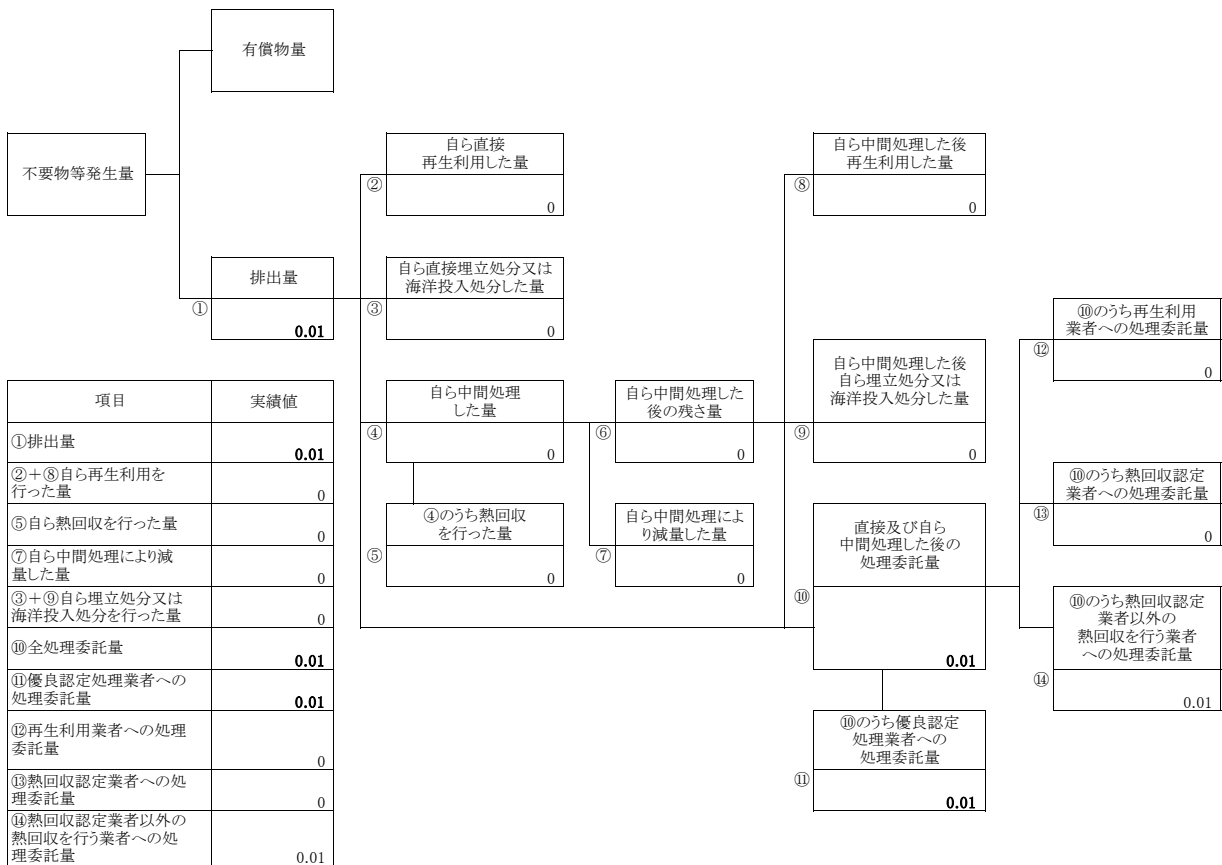 有償物量
不要物等発生量
自ら直接
再生利用した量
②
0
自ら中間処理した後
再生利用した量
⑧
0
排出量
①
0.01
自ら直接埋立処分又は
海洋投入処分した量
③
0
⑩のうち再生利用
業者への処理委託量
⑫
0
自ら中間処理
した量
④
0
自ら中間処理した
後の残さ量
⑥
0
自ら中間処理した後
自ら埋立処分又は
海洋投入処分した量
⑨
0
⑩のうち熱回収認定
業者への処理委託量
⑬
0
④のうち熱回収
を行った量
⑤
0
自ら中間処理によ
り減量した量
⑦
0
直接及び自ら
中間処理した後の
処理委託量
⑩
0.01
⑩のうち熱回収認定
業者以外の
熱回収を行う業者
への処理委託量
⑭
0.01
⑩のうち優良認定
処理業者への
処理委託量
⑪
0.01
項目 実績値
①排出量 0.01
②+⑧自ら再生利用を
行った量 0
⑤自ら熱回収を行った量 0
⑦自ら中間処理により減
量した量 0
③+⑨自ら埋立処分又は
海洋投入処分を行った量 0
⑩全処理委託量 0.01
⑪優良認定処理業者への
処理委託量 0.01
⑫再生利用業者への処理
委託量 0
⑬熱回収認定業者への処
理委託量 0
⑭熱回収認定業者以外の
熱回収を行う業者への処
理委託量 0.01